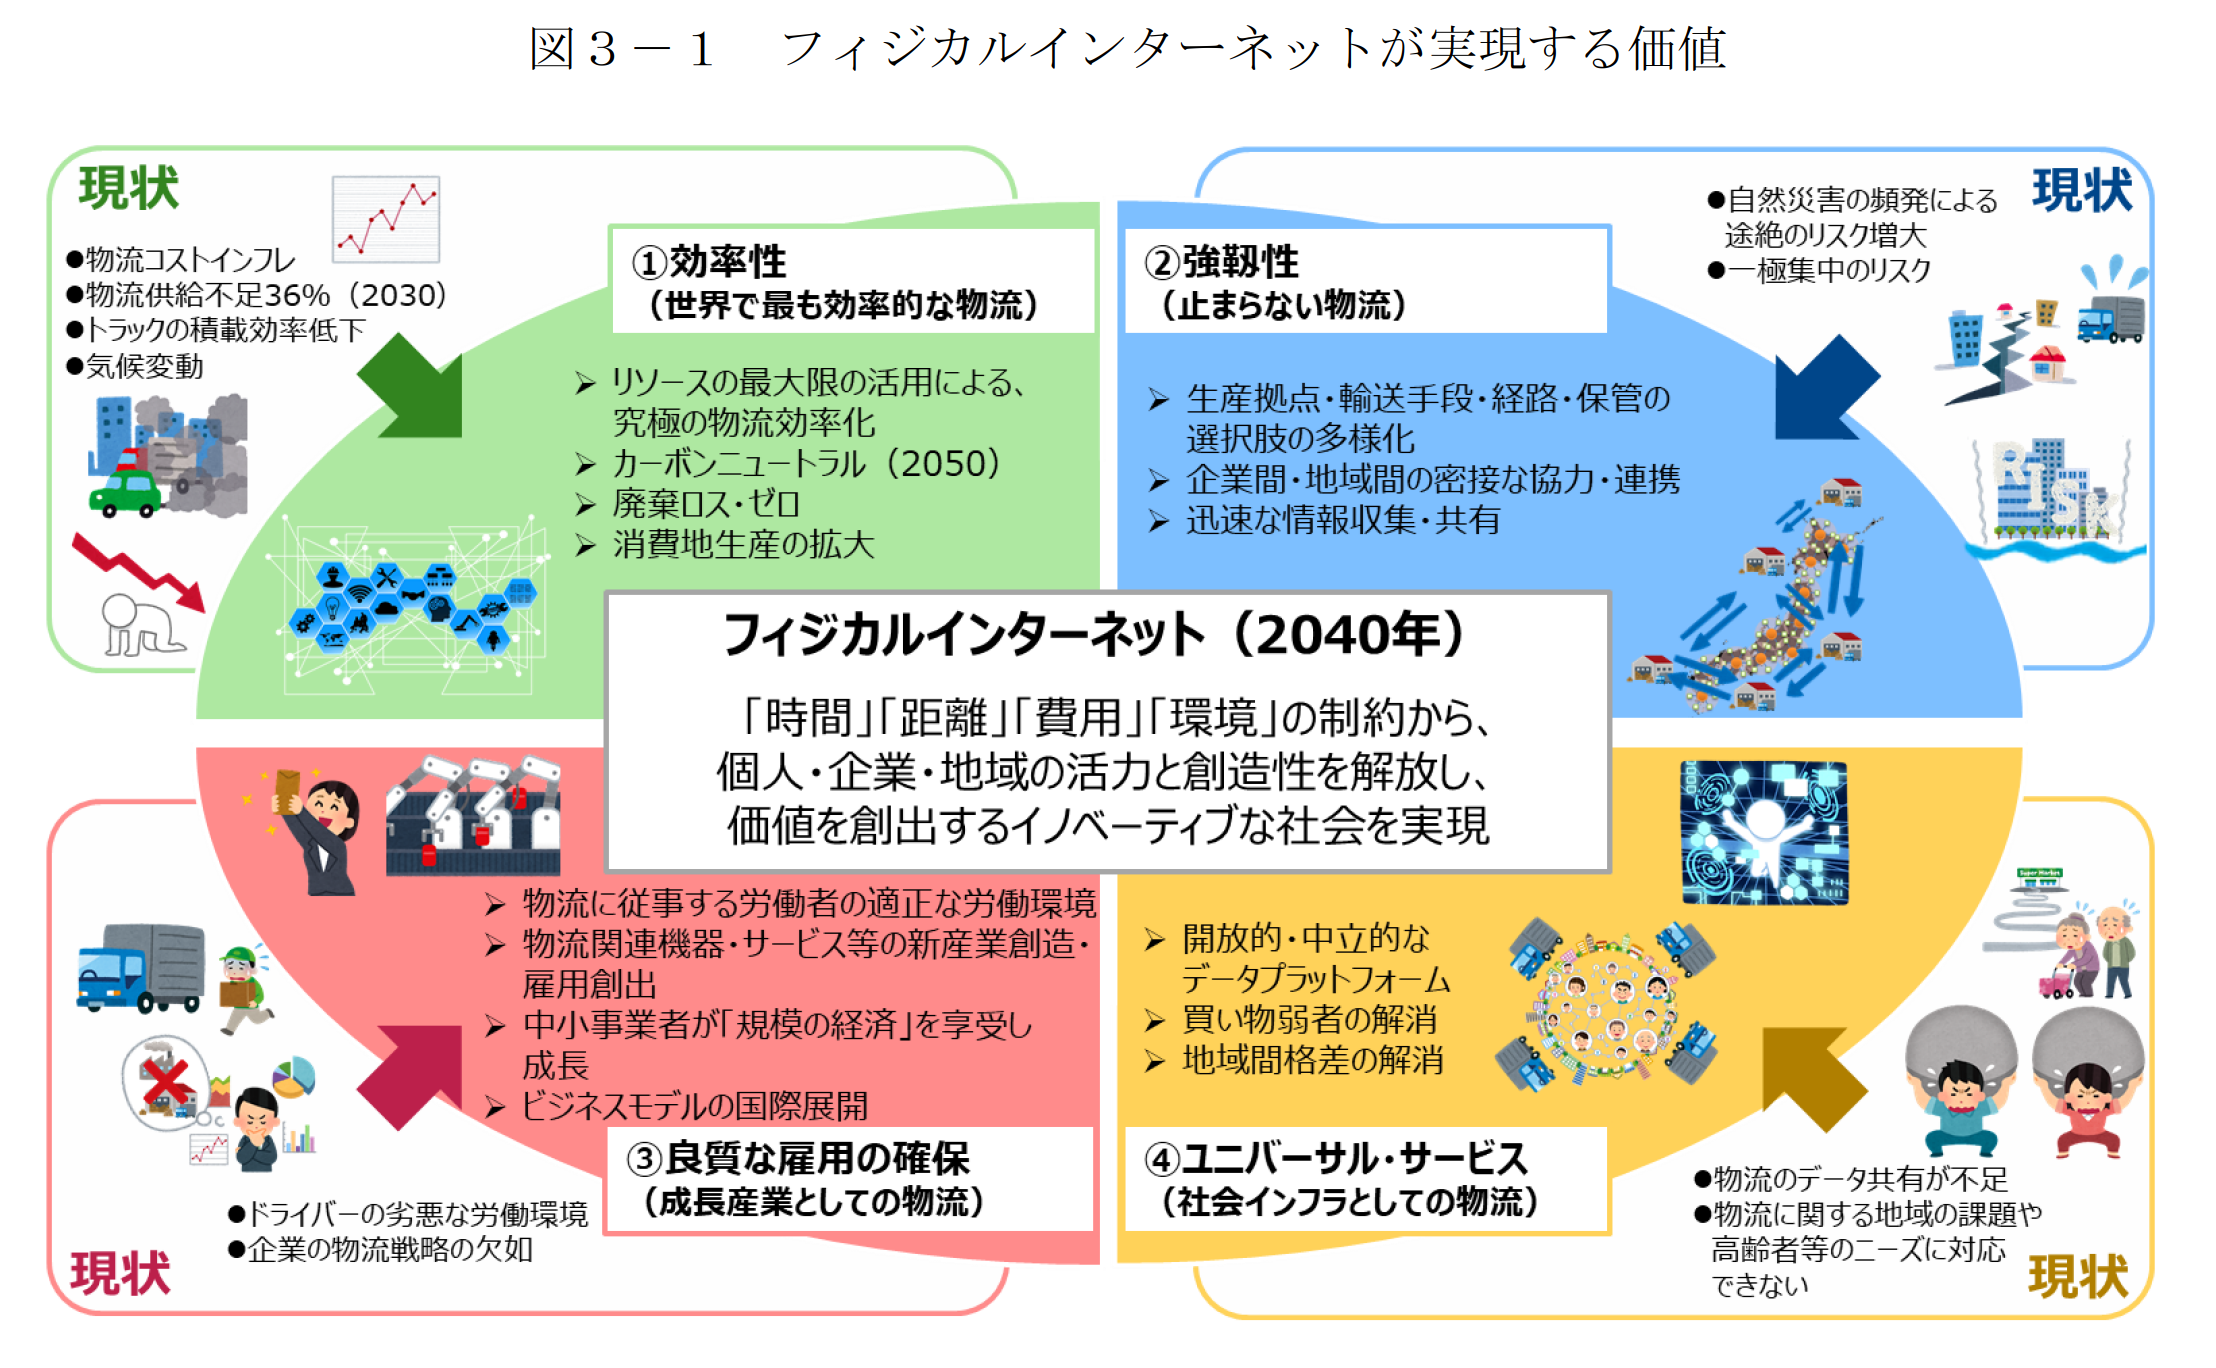 図３－１　フィジカルインターネットが実現する価値
現状
●物流コストインフレ
●物流供給不足36%（2030）
●トラックの積載効率低下
●気候変動
①効率性
（世界で最も効率的な物流）
➢ リソースの最大限の活用による、
究極の物流効率化
➢ カーボンニュートラル（2050）
➢ 廃棄ロス・ゼロ
➢ 消費地生産の拡大
現状
●自然災害の頻発による
途絶のリスク増大
●一極集中のリスク
②強靱性
（止まらない物流）
➢ 生産拠点・輸送手段・経路・保管の
選択肢の多様化
➢ 企業間・地域間の密接な協力・連携
➢ 迅速な情報収集・共有
RISK
フィジカルインターネット（2040年）
「時間」「距離」「費用」「環境」の制約から、
個人・企業・地域の活力と創造性を解放し、
価値を創出するイノベーティブな社会を実現
➢ 物流に従事する労働者の適正な労働環境
➢ 物流関連機器・サービス等の新産業創造・
雇用創出
➢ 中小事業者が「規模の経済」を享受し
成長
➢ ビジネスモデルの国際展開
③良質な雇用の確保
（成長産業としての物流）
●ドライバーの劣悪な労働環境
●企業の物流戦略の欠如
現状
➢ 開放的・中立的な
データプラットフォーム
➢ 買い物弱者の解消
➢ 地域間格差の解消
④ユニバーサル・サービス
（社会インフラとしての物流）
Super Market
●物流のデータ共有が不足
●物流に関する地域の課題や
高齢者等のニーズに対応
できない
現状